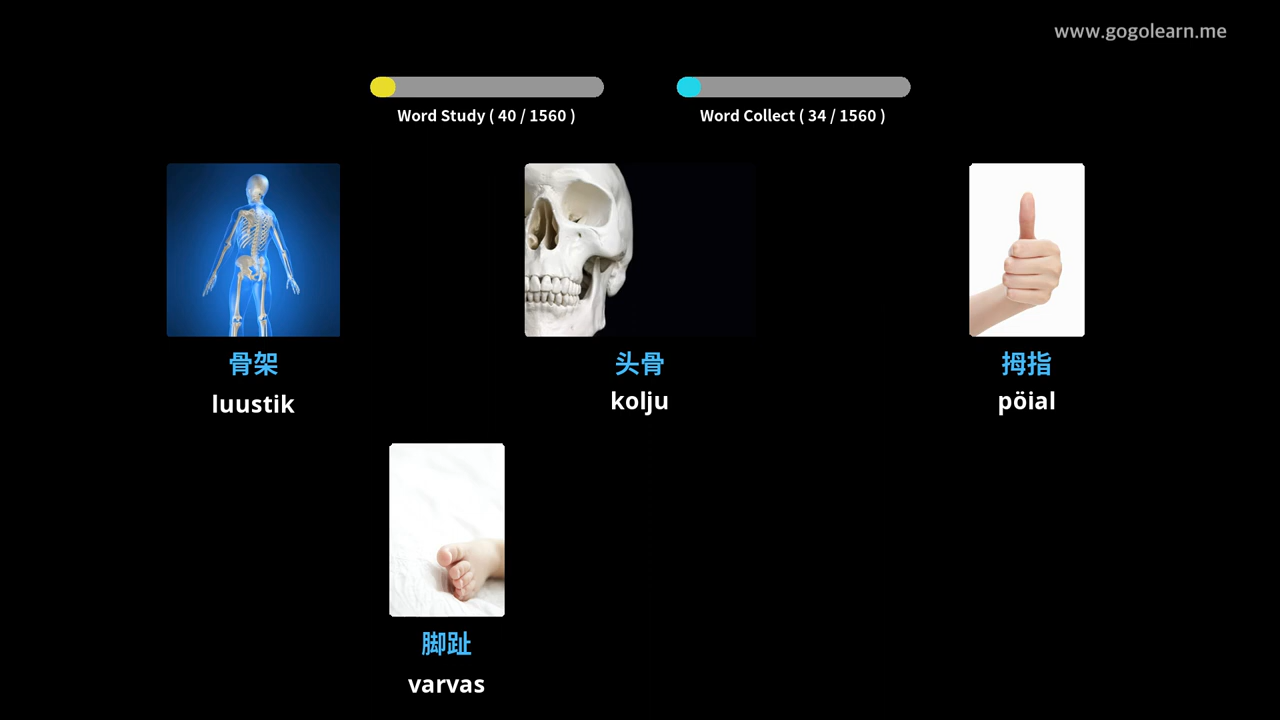 www.gogolearn.me
Word Study ( 40 / 1560 )
Word Collect ( 34 / 1560 )
骨架
头骨
拇指
luustik
kolju
pöial
脚趾
varvas